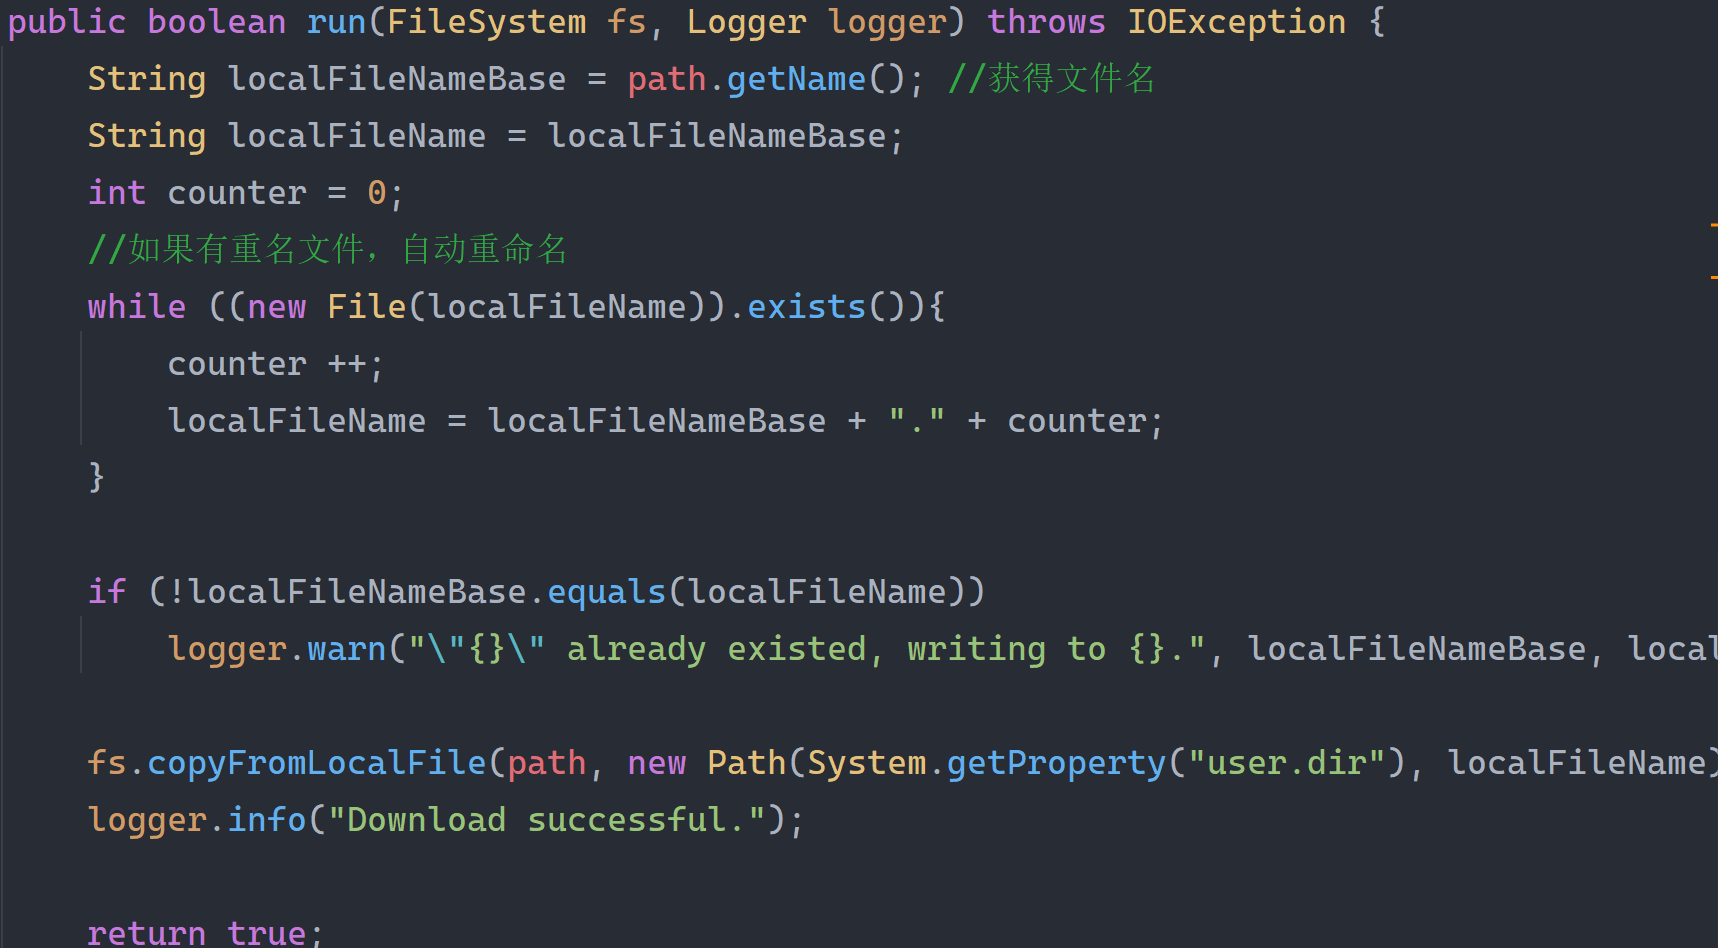 public boolean run(FileSystem fs, Logger logger) throws IOException {
    String localFileNameBase = path.getName(); //获得文件名
    String localFileName = localFileNameBase;
    int counter = 0;
    //如果有重名文件，自动重命名
    while ((new File(localFileName)).exists()){
        counter ++;
        localFileName = localFileNameBase + "." + counter;
    }
    if (!localFileNameBase.equals(localFileName))
        logger.warn("\"{}\" already existed, writing to {}.", localFileNameBase, local
    fs.copyFromLocalFile(path, new Path(System.getProperty("user.dir"), localFileName)
    logger.info("Download successful.");
    return true;